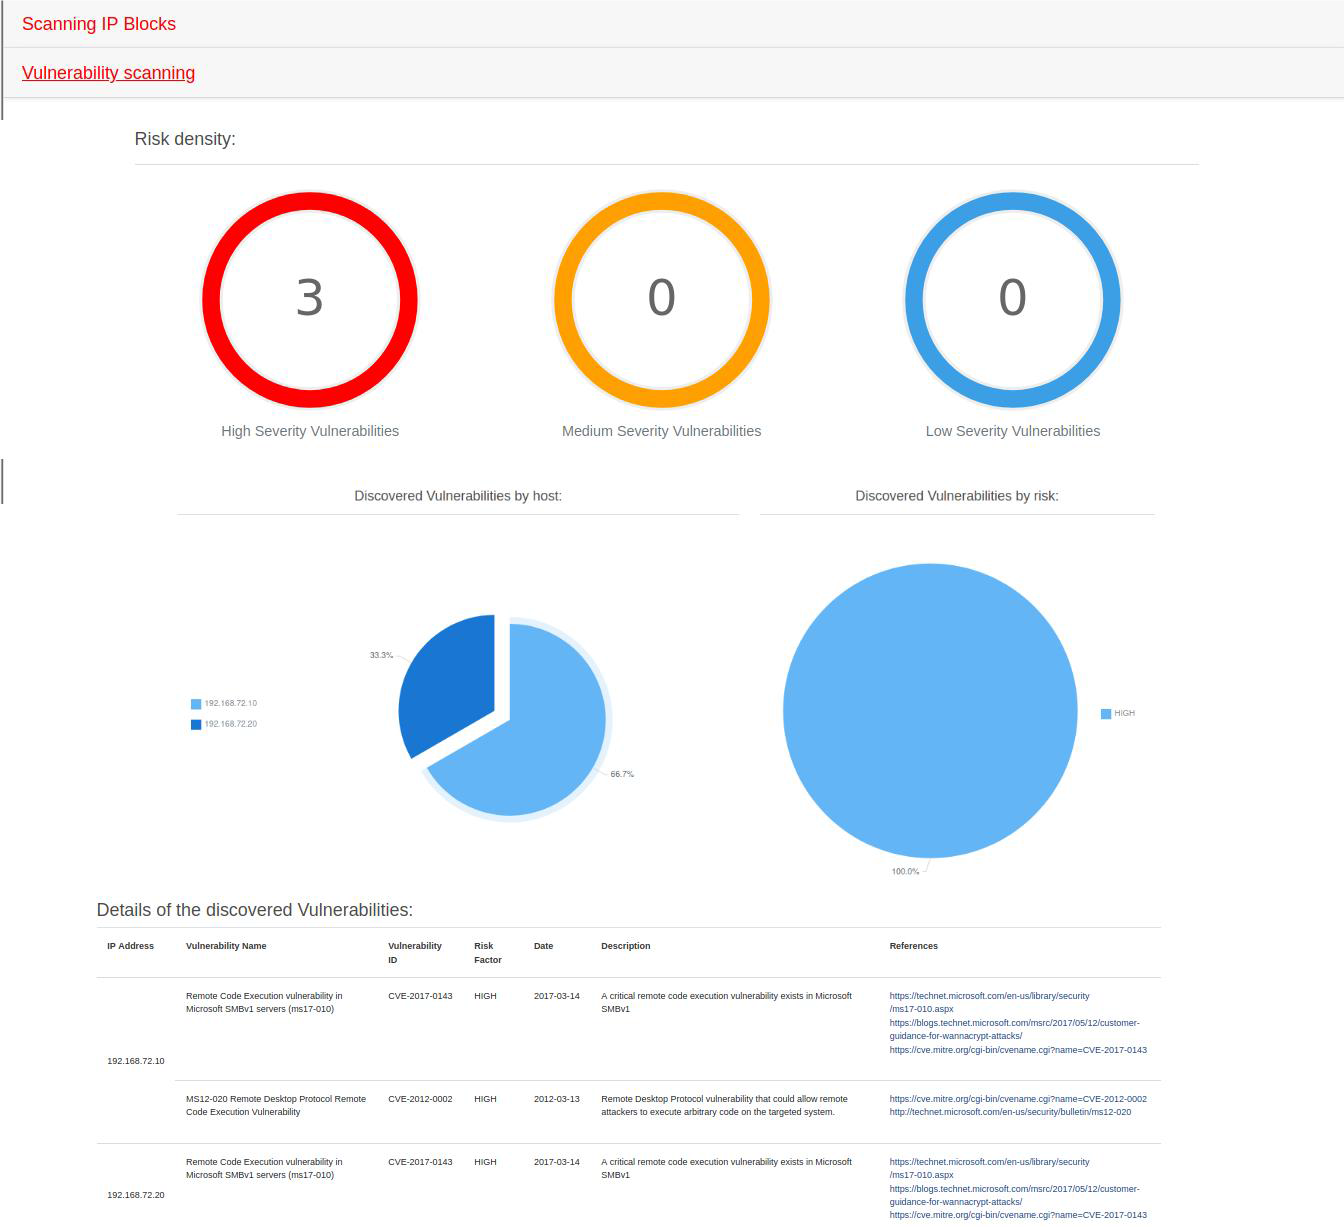 Scanning IP Blocks
Vulnerability scanning
Risk density:
3
0
0
High Severity Vulnerabilities
Medium Severity Vulnerabilities
Low Severity Vulnerabilities
Discovered Vulnerabilities by host:
Discovered Vulnerabilities by risk:
33.3%
192.168.72.10
192.168.72.20
66.7%
HIGH
100.0%
Details of the discovered Vulnerabilities:
IP Address
Vulnerability Name
Vulnerability
ID
Risk
Factor
Date
Description
References
192.168.72.10
Remote Code Execution vulnerability in
Microsoft SMBv1 servers (ms17-010)
CVE-2017-0143
HIGH
2017-03-14
A critical remote code execution vulnerability exists in Microsoft
SMBv1
https://technet.microsoft.com/en-us/library/security
/ms17-010.aspx
https://blogs.technet.microsoft.com/msrc/2017/05/12/customer-
guidance-for-wannacrypt-attacks/
https://cve.mitre.org/cgi-bin/cvename.cgi?name=CVE-2017-0143
MS12-020 Remote Desktop Protocol Remote
Code Execution Vulnerability
CVE-2012-0002
HIGH
2012-03-13
Remote Desktop Protocol vulnerability that could allow remote
attackers to execute arbitrary code on the targeted system.
https://cve.mitre.org/cgi-bin/cvename.cgi?name=CVE-2012-0002
http://technet.microsoft.com/en-us/security/bulletin/ms12-020
192.168.72.20
Remote Code Execution vulnerability in
Microsoft SMBv1 servers (ms17-010)
CVE-2017-0143
HIGH
2017-03-14
A critical remote code execution vulnerability exists in Microsoft
SMBv1
https://technet.microsoft.com/en-us/library/security
/ms17-010.aspx
https://blogs.technet.microsoft.com/msrc/2017/05/12/customer-
guidance-for-wannacrypt-attacks/
https://cve.mitre.org/cgi-bin/cvename.cgi?name=CVE-2017-0143